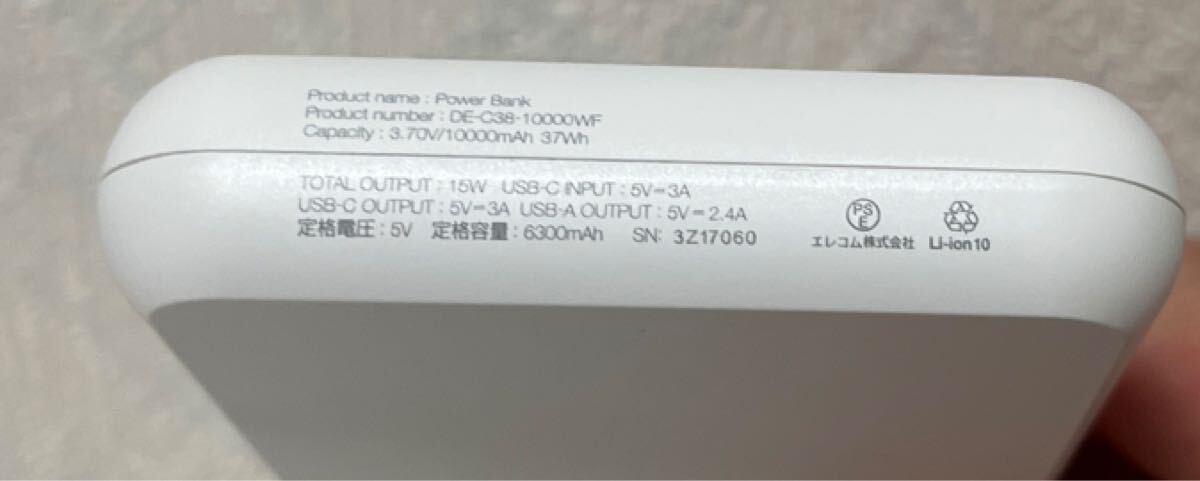 Product name : Power Bank
Product number : DE-C38-10000WF
Capacity : 3.70V/10000mAh 37Wh
TOTAL OUTPUT : 15W USB-C INPUT : 5V⎓3A
USB-C OUTPUT : 5V⎓3A USB-A OUTPUT : 5V⎓2.4A
定格電圧 : 5V 定格容量 : 6300mAh SN: 3Z17060
PSE
エレコム株式会社 Li-ion 10